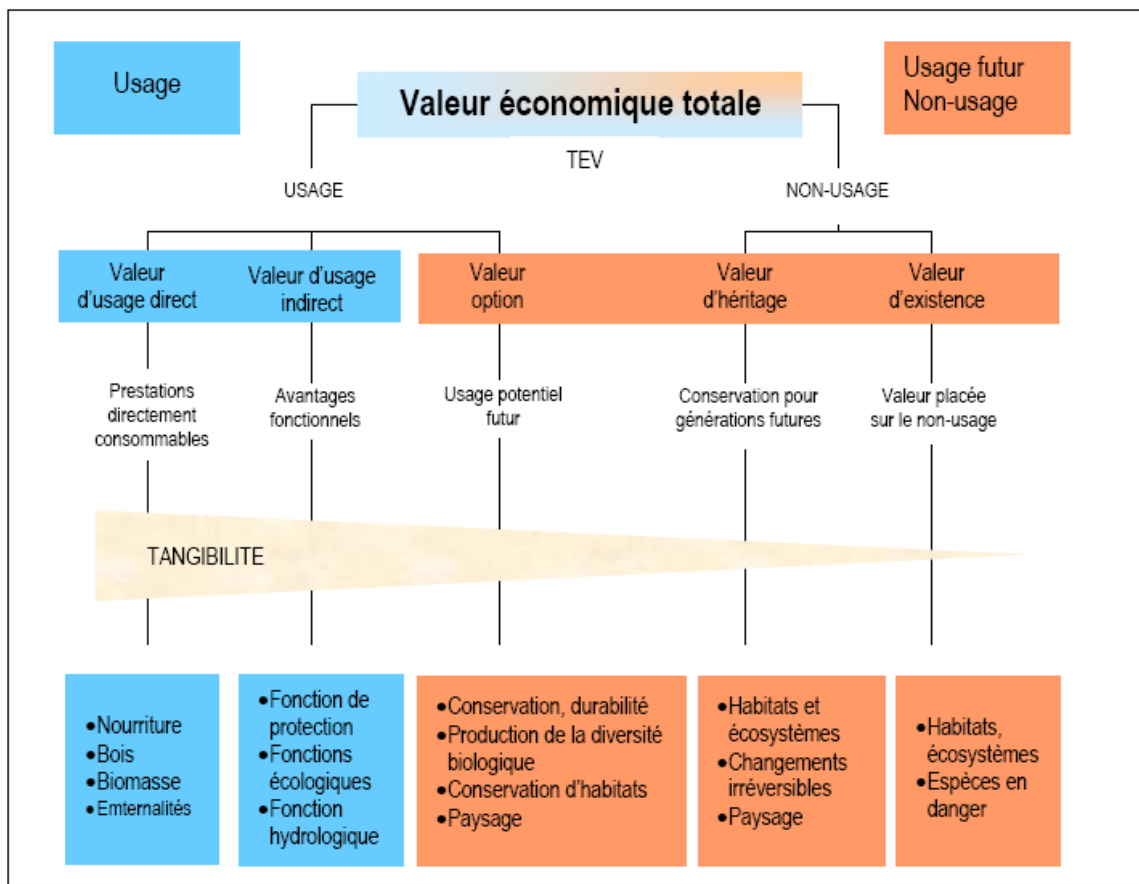 Usage
Valeur économique totale
Usage futur
Non-usage
TEV
USAGE
NON-USAGE
Valeur
d'usage direct
Valeur d'usage
indirect
Valeur
option
Valeur
d'héritage
Valeur
d'existence
Prestations
directement
consommables
Avantages
fonctionnels
Usage potentiel
futur
Conservation pour
générations futures
Valeur placée
sur le non-usage
TANGIBILITE
•Nourriture
•Bois
•Biomasse
•Emternalités
•Fonction de
protection
•Fonctions
écologiques
•Fonction
hydrologique
•Conservation, durabilité
•Production de la diversité
biologique
•Conservation d'habitats
•Paysage
•Habitats et
écosystèmes
•Changements
irréversibles
•Paysage
•Habitats,
écosystèmes
•Espèces en
danger